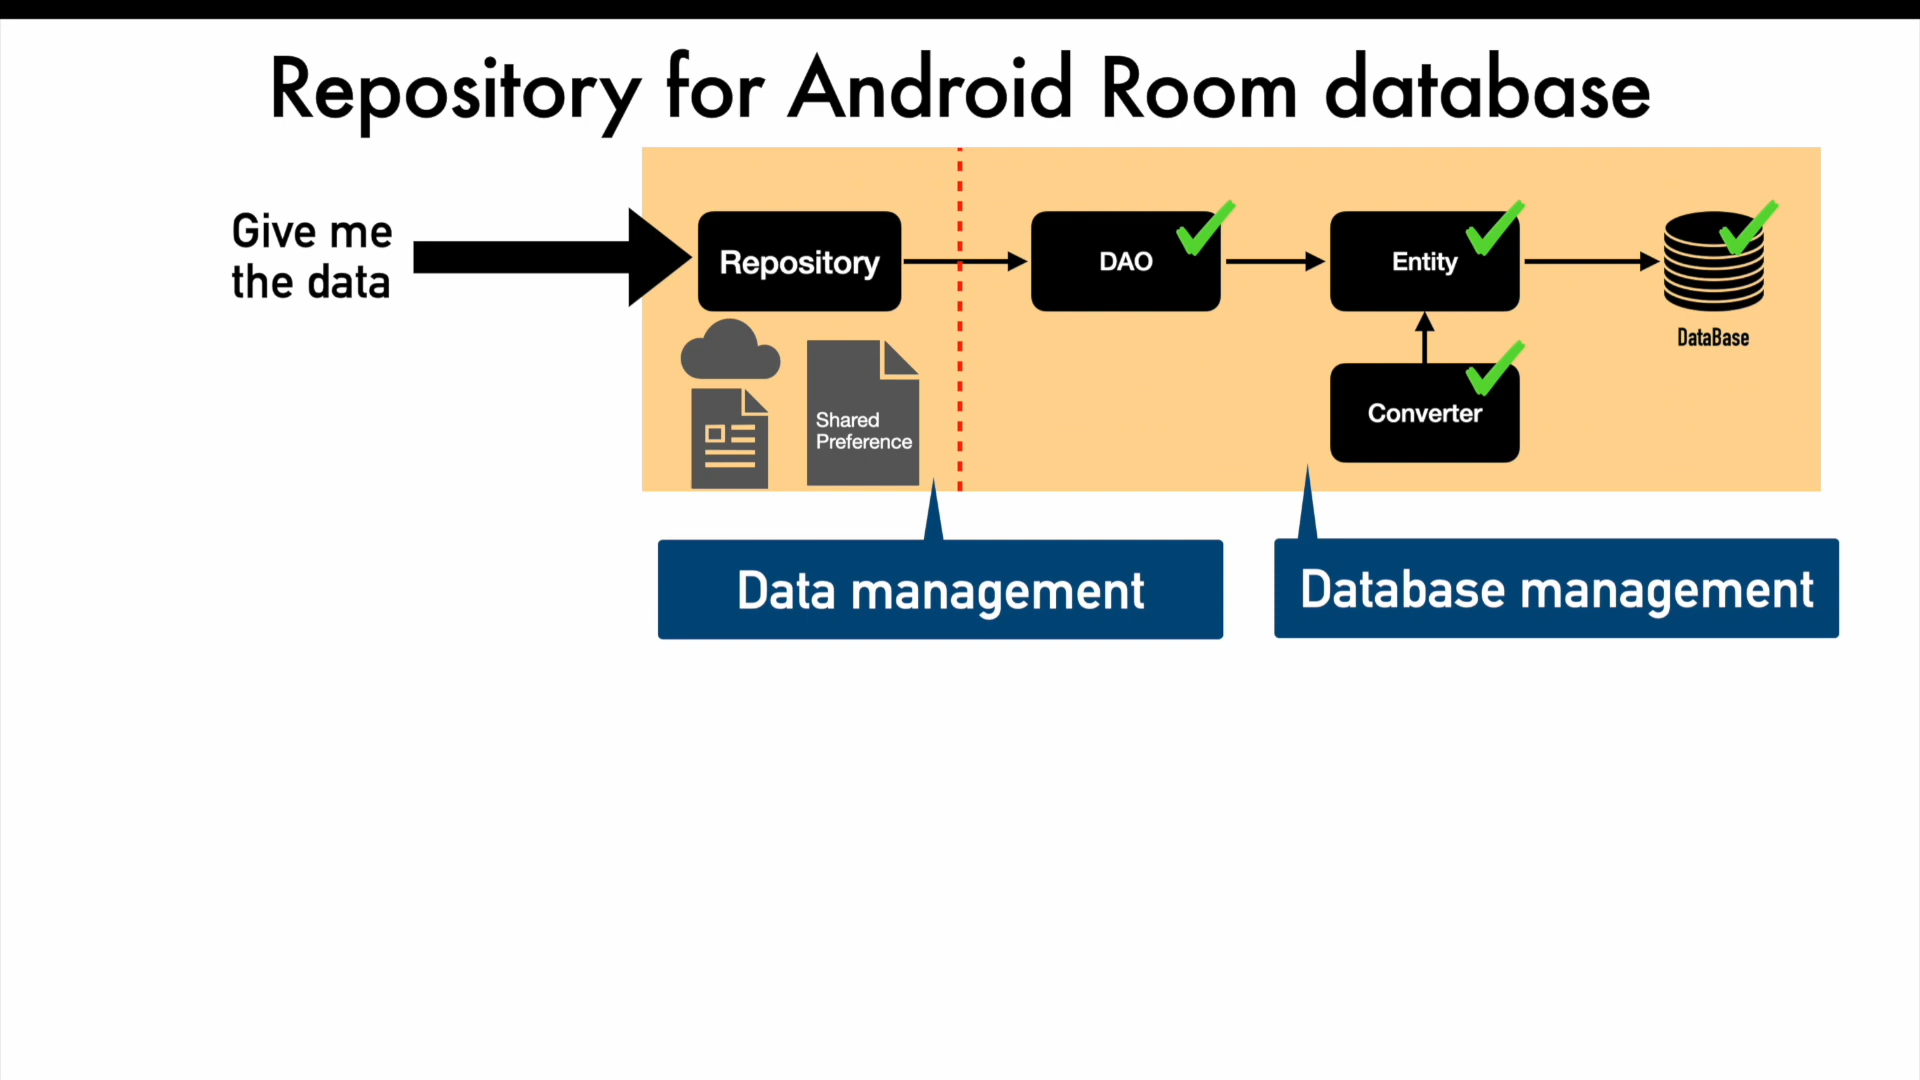 Repository for Android Room database
Give me
the data
Repository
DAO
Entity
DataBase
Shared
Preference
Converter
Data management
Database management